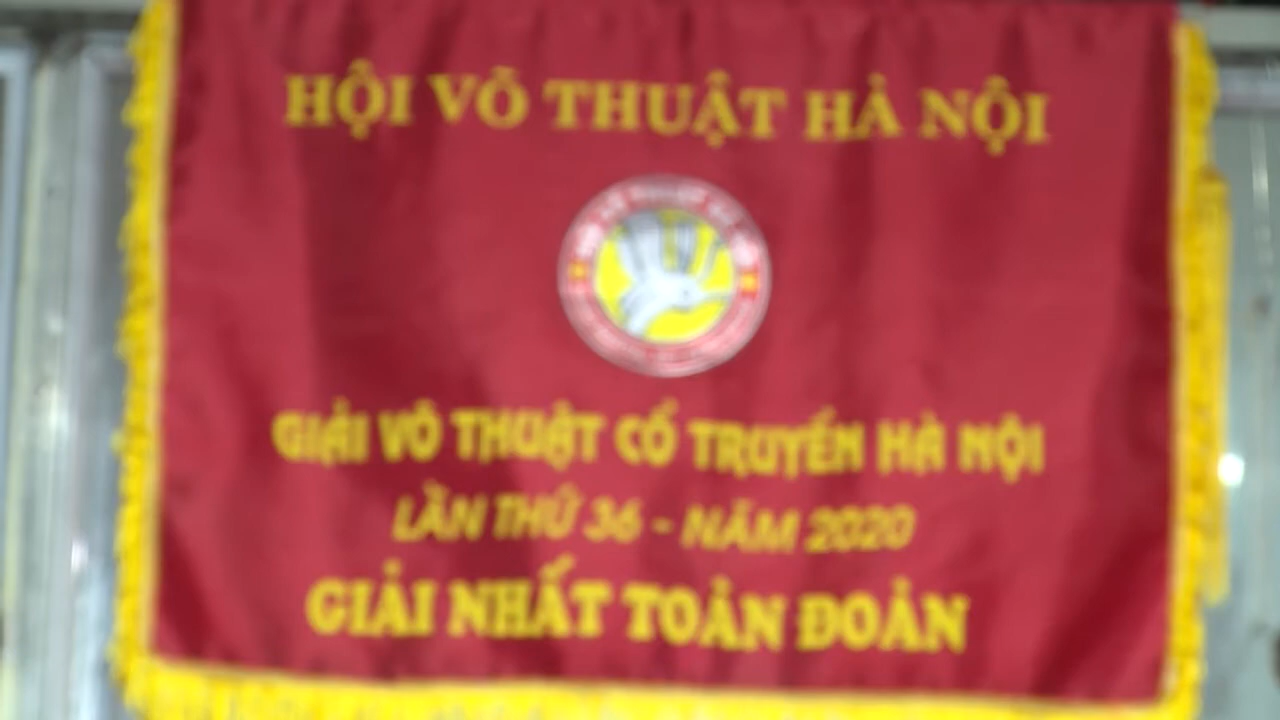 HỘI VÕ THUẬT HÀ NỘI
GIẢI VÕ THUẬT CỔ TRUYỀN HÀ NỘI
LẦN THỨ 36 - NĂM 2020
GIẢI NHẤT TOÀN ĐOÀN